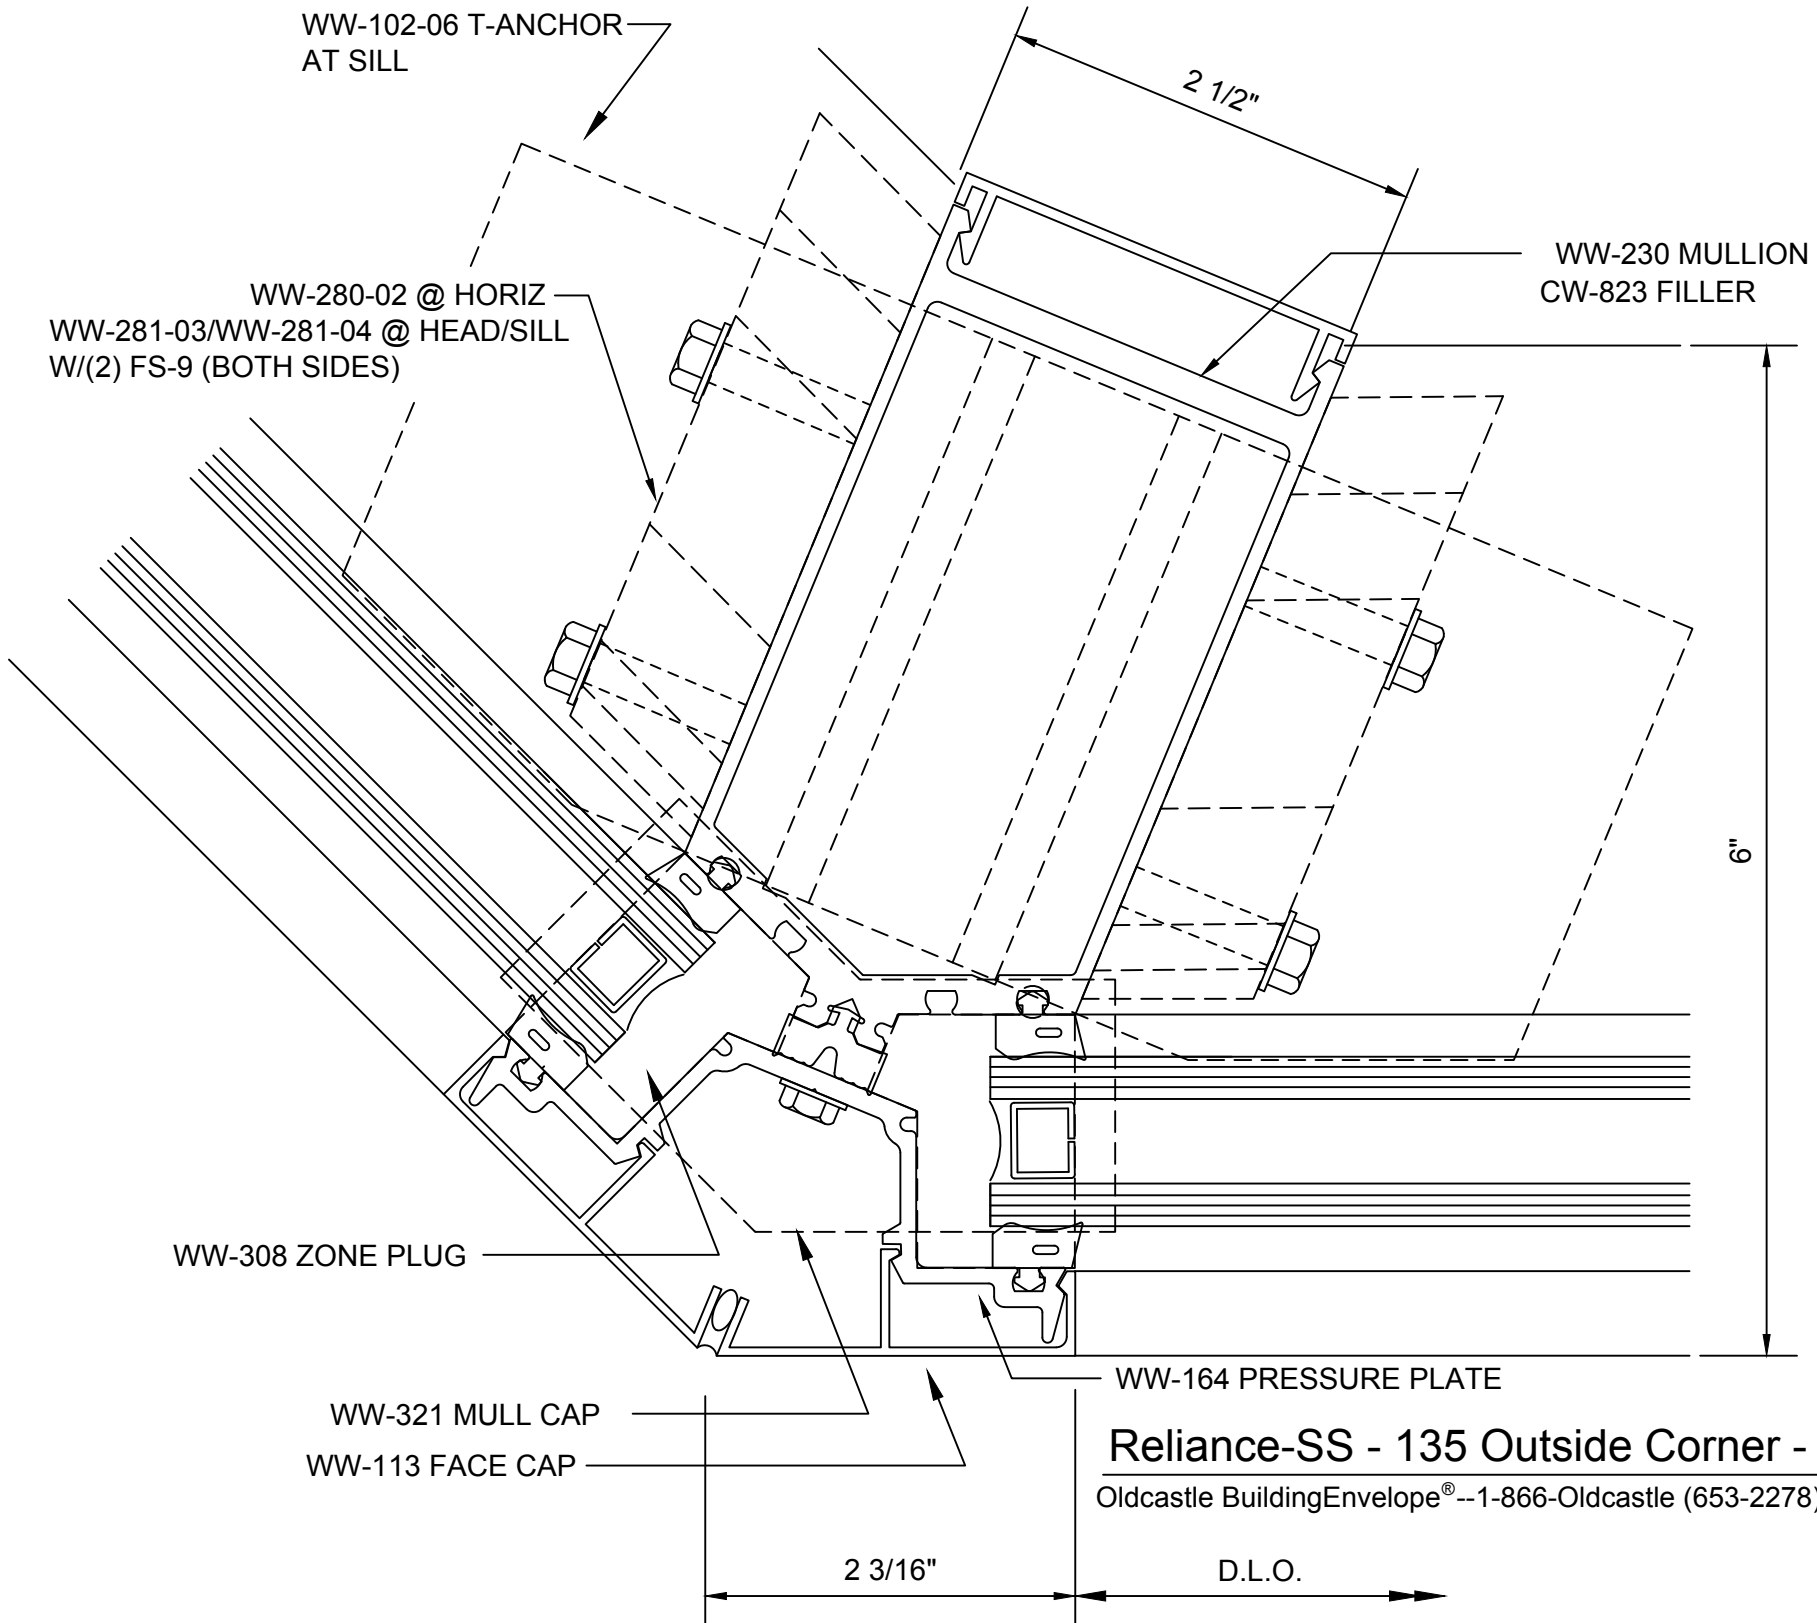 WW-102-06 T-ANCHOR
AT SILL
2 1/2"
WW-230 MULLION
CW-823 FILLER
WW-280-02 @ HORIZ
WW-281-03/WW-281-04 @ HEAD/SILL
W/(2) FS-9 (BOTH SIDES)
6"
WW-308 ZONE PLUG
WW-164 PRESSURE PLATE
WW-321 MULL CAP
WW-113 FACE CAP
Reliance-SS - 135 Outside Corner -
Oldcastle BuildingEnvelope®--1-866-Oldcastle (653-2278)
2 3/16"
D.L.O.